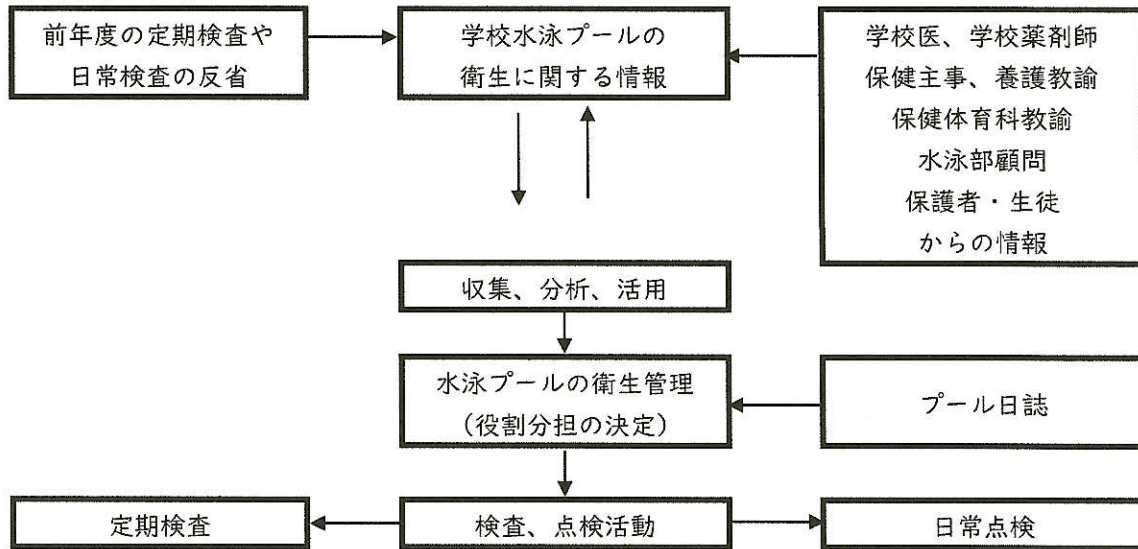 前年度の定期検査や
日常検査の反省
学校水泳プールの
衛生に関する情報
学校医、学校薬剤師
保健主事、養護教諭
保健体育科教諭
水泳部顧問
保護者・生徒
からの情報
収集、分析、活用
水泳プールの衛生管理
（役割分担の決定）
プール日誌
定期検査
検査、点検活動
日常点検